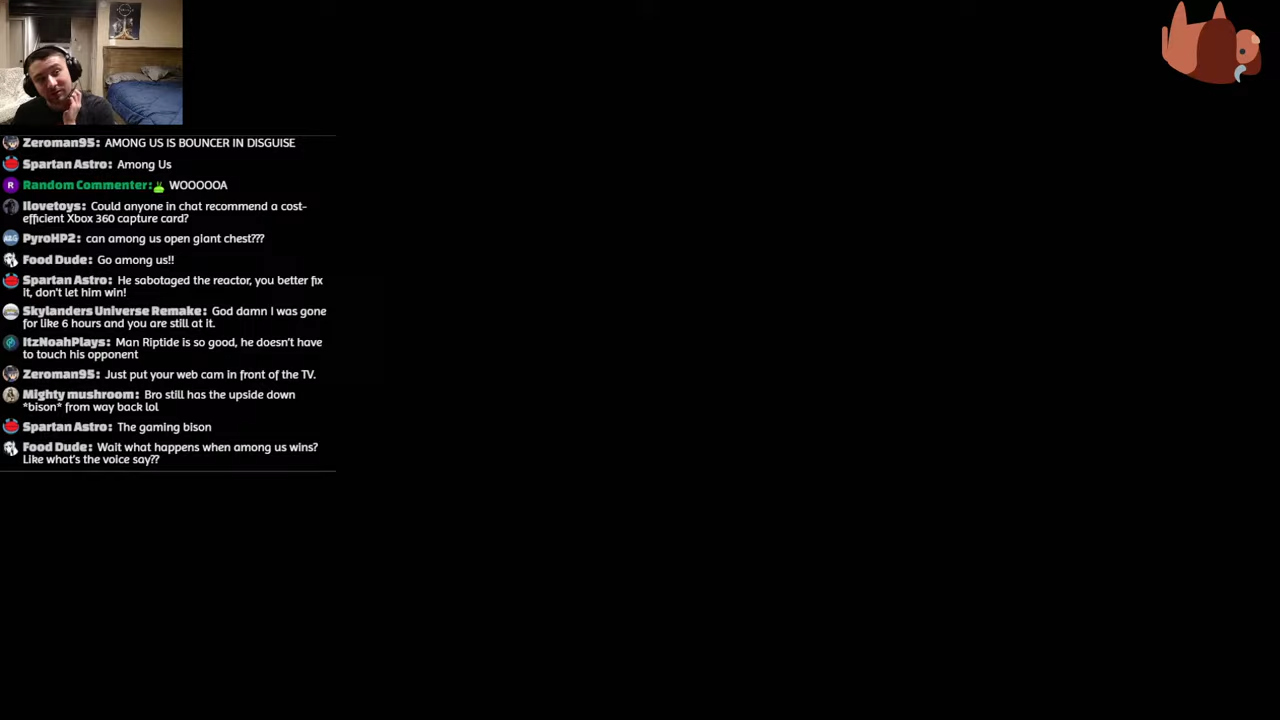 Zeroman95: AMONG US IS BOUNCER IN DISGUISE
Spartan Astro: Among Us
R Random Commenter: WOOOOOA
Ilovetoys: Could anyone in chat recommend a cost-
efficient Xbox 360 capture card?
PyroHP2: can among us open giant chest???
Food Dude: Go among us!!
Spartan Astro: He sabotaged the reactor, you better fix
it, don't let him win!
Skylanders Universe Remake: God damn I was gone
for like 6 hours and you are still at it.
ItzNoahPlays: Man Riptide is so good, he doesn't have
to touch his opponent
Zeroman95: Just put your web cam in front of the TV.
Mighty mushroom: Bro still has the upside down
*bison* from way back lol
Spartan Astro: The gaming bison
Food Dude: Wait what happens when among us wins?
Like what's the voice say??